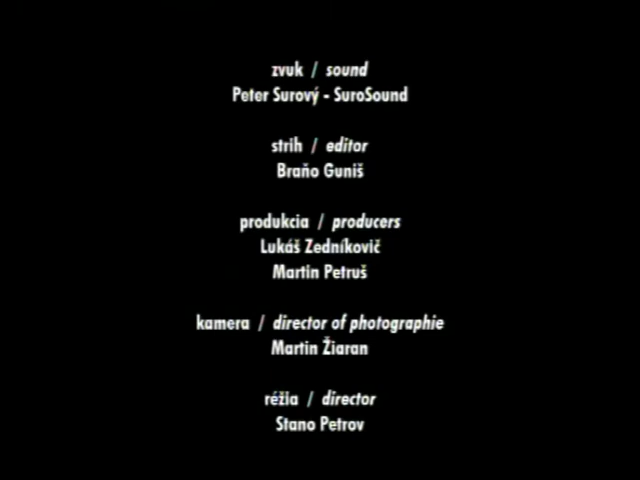 zvuk / sound
Peter Surový - SuroSound
strih / editor
Braňo Guniš
produkcia / producers
Lukáš Zedníkovič
Martin Petruš
kamera / director of photographie
Martin Žiaran
réžia / director
Stano Petrov